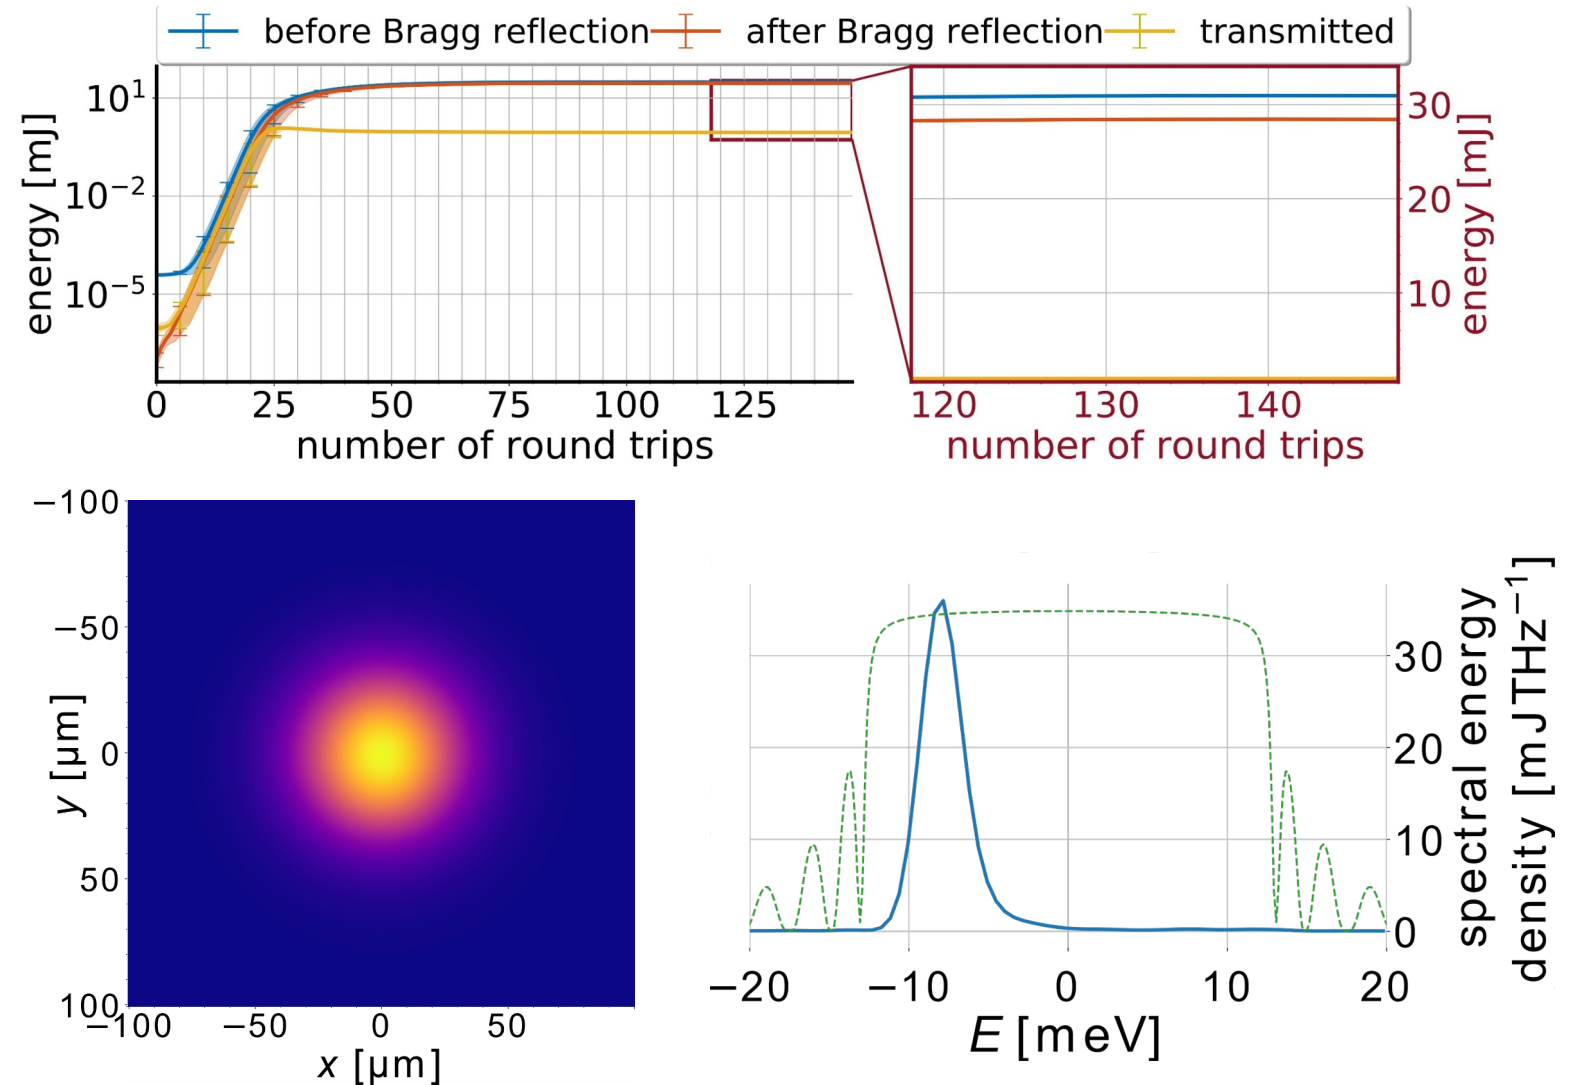 before Bragg reflection after Bragg reflection transmitted
energy [mJ]
10¹
10⁻²
10⁻⁵
0 25 50 75 100 125
number of round trips
30
20
10
energy [mJ]
120 130 140
number of round trips
−100
−50
0
50
100
y [µm]
−100 −50 0 50
x [µm]
30
20
10
0
spectral energy
density [mJ THz⁻¹]
−20 −10 0 10 20
E [meV]